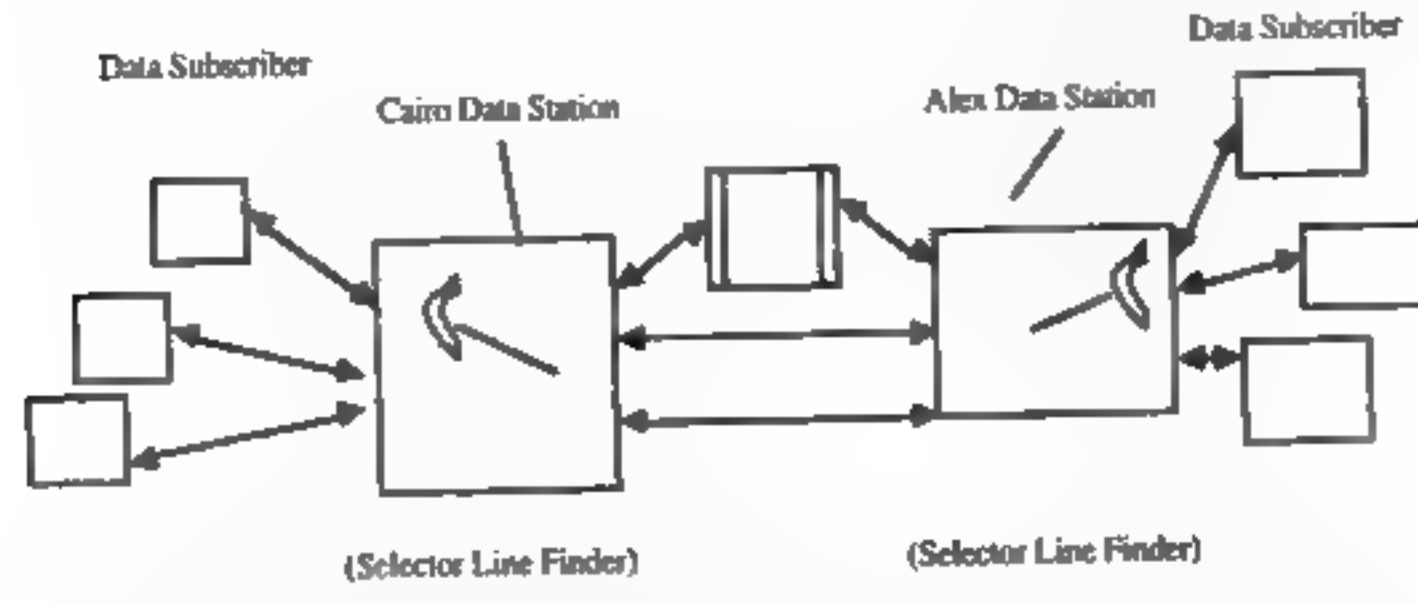 Data Subscriber
Data Subscriber
Cairo Data Station
Alex Data Station
(Selector Line Finder)
(Selector Line Finder)